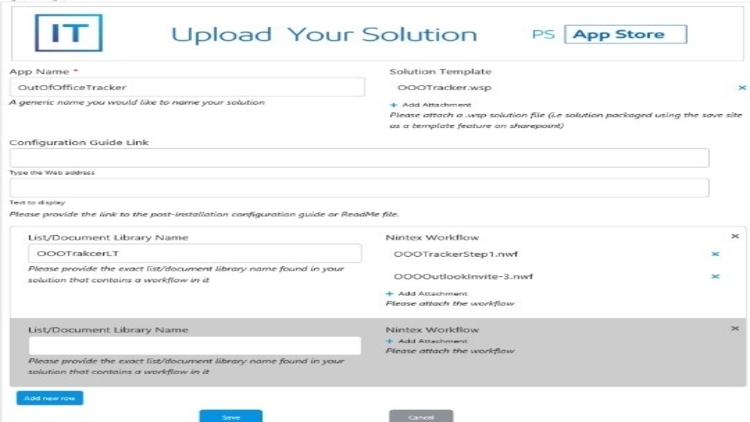 IT Upload Your Solution PS App Store
App Name * Solution Template
OutOfOfficeTracker OOOTracker.wsp ×
A generic name you would like to name your solution + Add Attachment
Please attach a .wsp solution file (i.e solution packaged using the save site
as a template feature on sharepoint)
Configuration Guide Link
Type the Web address
Text to display
Please provide the link to the post-installation configuration guide or ReadMe file.
List/Document Library Name Nintex Workflow ×
OOOTrakcerLT OOOTrackerStep1.nwf ×
Please provide the exact list/document library name found in your
solution that contains a workflow in it OOOOutlookInvite-3.nwf ×
+ Add Attachment
Please attach the workflow
List/Document Library Name Nintex Workflow ×
+ Add Attachment
Please attach the workflow
Please provide the exact list/document library name found in your
solution that contains a workflow in it
Add new row
Save Cancel